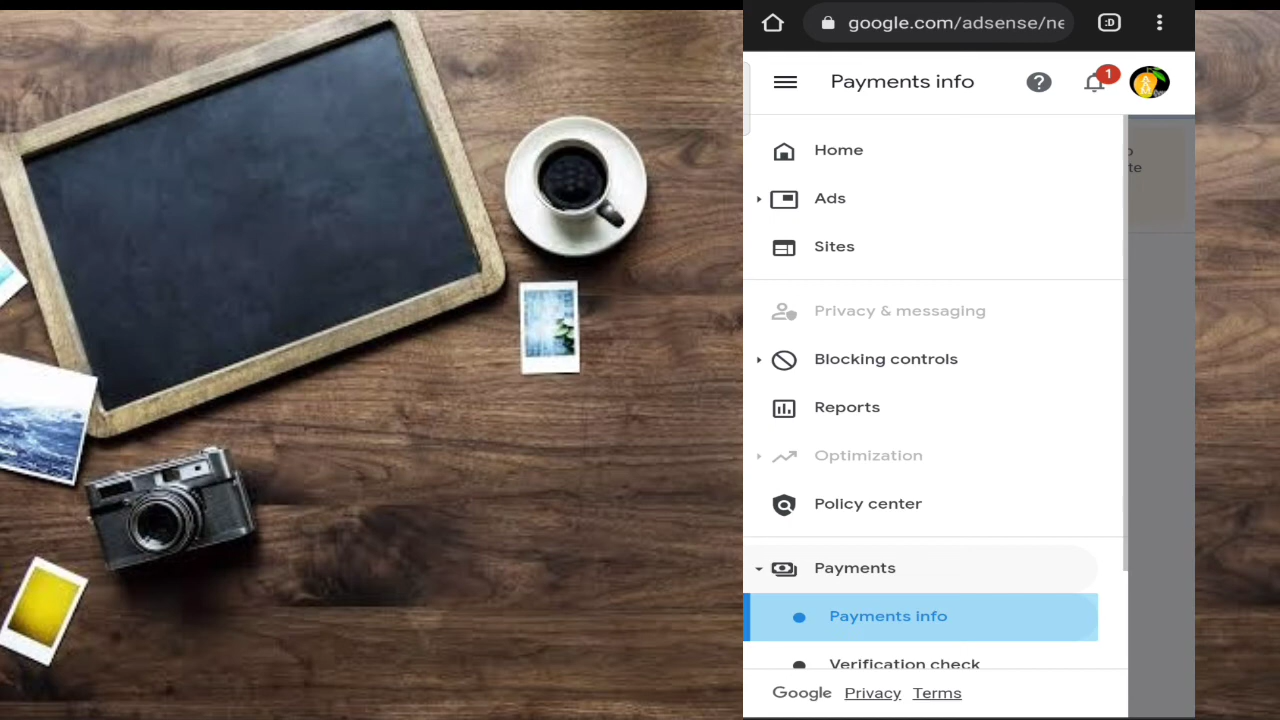 google.com/adsense/ne
:D
Payments info
1
Home
Ads
Sites
te
Privacy & messaging
Blocking controls
Reports
Optimization
Policy center
Payments
Payments info
Verification check
Google Privacy Terms